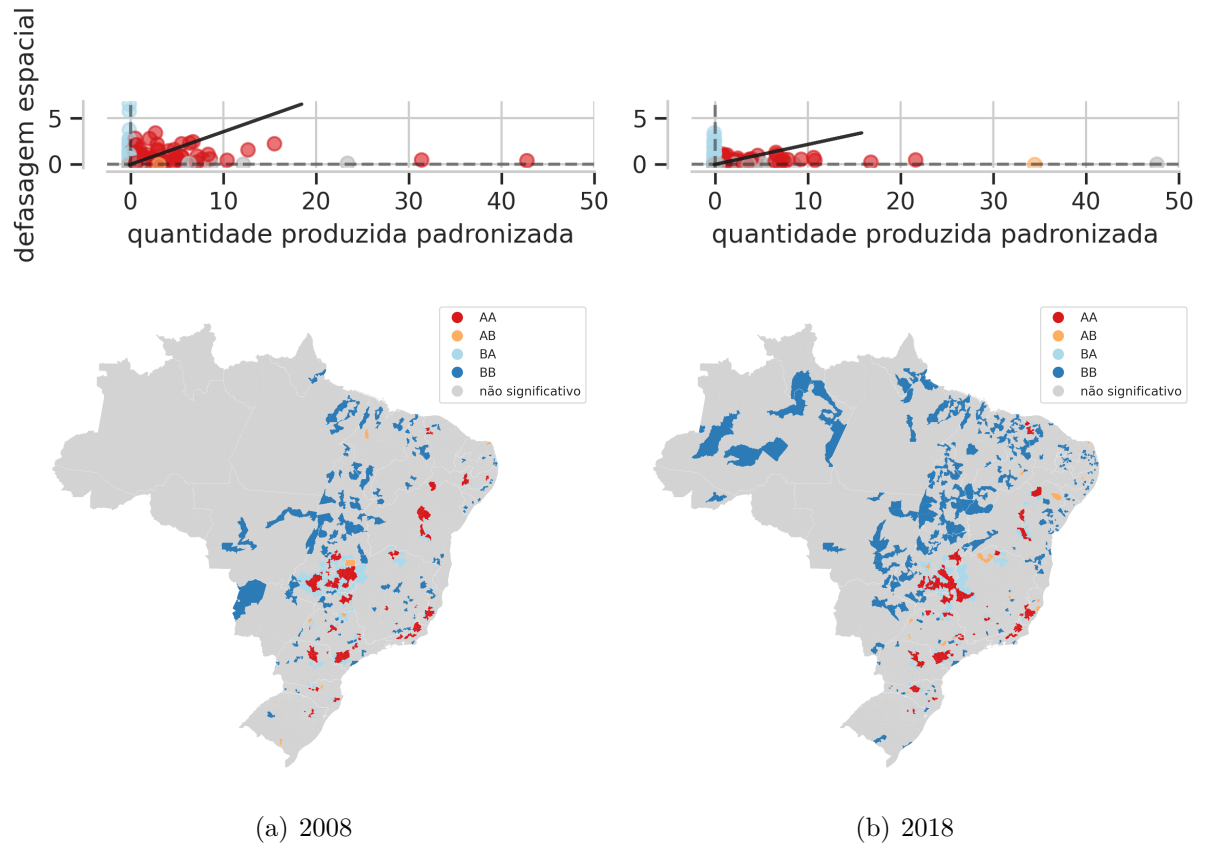 defasagem espacial
5
0
0 10 20 30 40 50
quantidade produzida padronizada
5
0
0 10 20 30 40 50
quantidade produzida padronizada
AA
AB
BA
BB
não significativo
AA
AB
BA
BB
não significativo
(a) 2008
(b) 2018